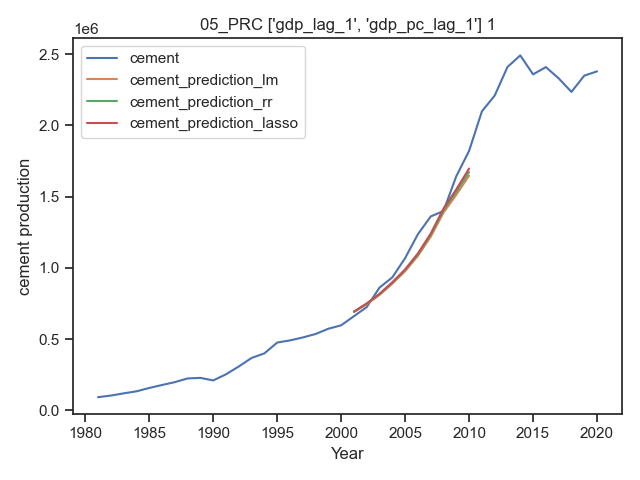 05_PRC ['gdp_lag_1', 'gdp_pc_lag_1'] 1
1e6
cement
cement_prediction_lm
cement_prediction_rr
cement_prediction_lasso
2.5
2.0
1.5
1.0
0.5
0.0
cement production
1980 1985 1990 1995 2000 2005 2010 2015 2020
Year